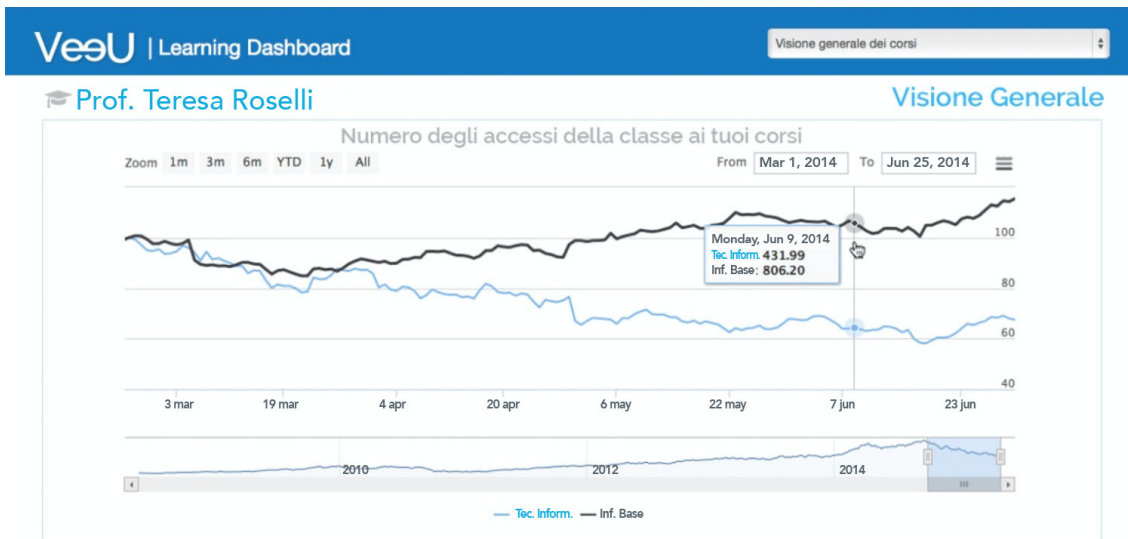 VeeU | Learning Dashboard
Visione generale dei corsi
Prof. Teresa Roselli
Visione Generale
Numero degli accessi della classe ai tuoi corsi
Zoom 1m 3m 6m YTD 1y All
From Mar 1, 2014 To Jun 25, 2014
100
80
60
40
Monday, Jun 9, 2014
Tec. Inform. 431.99
Inf. Base: 806.20
3 mar 19 mar 4 apr 20 apr 6 may 22 may 7 jun 23 jun
2010 2012 2014
Tec. Inform. Inf. Base